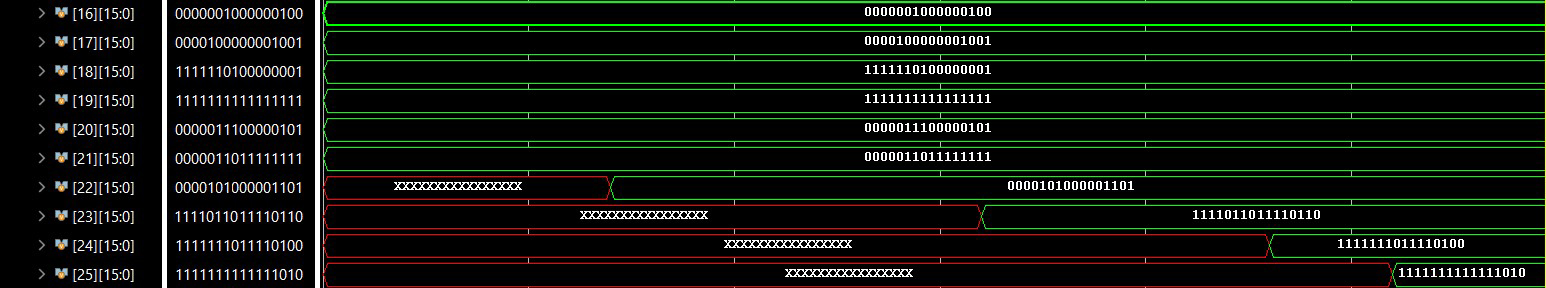 [16][15:0] 0000001000000100 0000001000000100
[17][15:0] 0000100000001001 0000100000001001
[18][15:0] 1111110100000001 1111110100000001
[19][15:0] 1111111111111111 1111111111111111
[20][15:0] 0000011100000101 0000011100000101
[21][15:0] 0000011011111111 0000011011111111
[22][15:0] 0000101000001101 XXXXXXXXXXXXXXXX 0000101000001101
[23][15:0] 1111011011110110 XXXXXXXXXXXXXXXX 1111011011110110
[24][15:0] 1111111011110100 XXXXXXXXXXXXXXXX 1111111011110100
[25][15:0] 1111111111111010 XXXXXXXXXXXXXXXX 1111111111111010